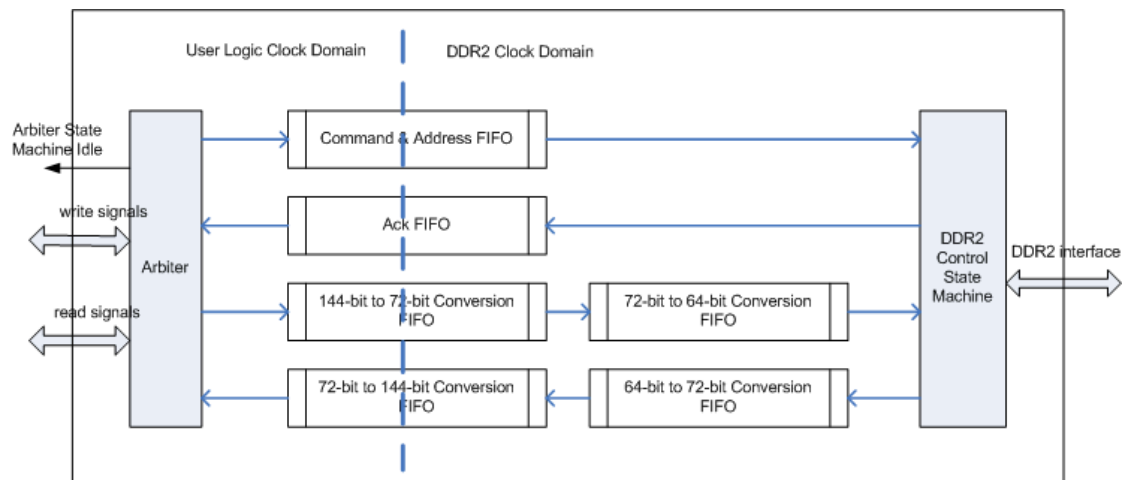 User Logic Clock Domain
DDR2 Clock Domain
Arbiter State
Machine Idle
Command & Address FIFO
write signals
Ack FIFO
Arbiter
DDR2
Control
State
Machine
DDR2 interface
read signals
144-bit to 72-bit Conversion
FIFO
72-bit to 64-bit Conversion
FIFO
72-bit to 144-bit Conversion
FIFO
64-bit to 72-bit Conversion
FIFO